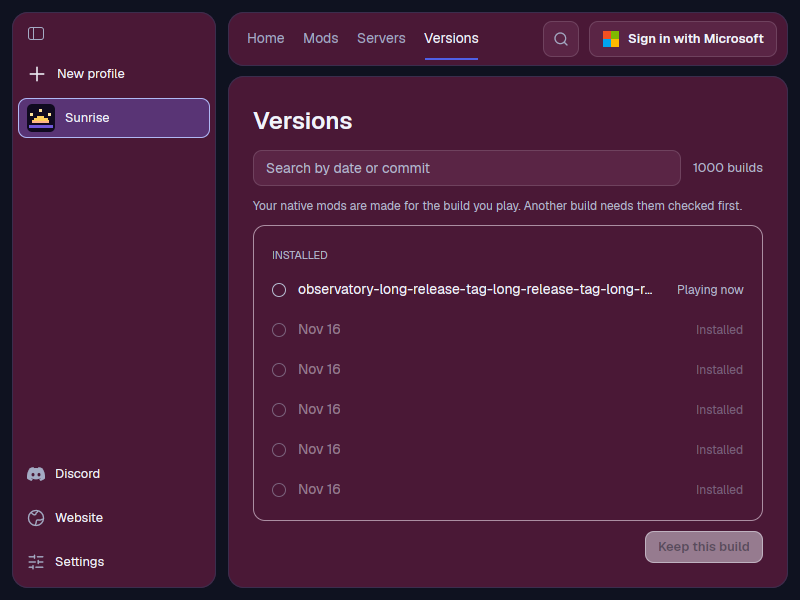 New profile
Sunrise
Discord
Website
Settings
Home Mods Servers Versions
Sign in with Microsoft
Versions
Search by date or commit
1000 builds
Your native mods are made for the build you play. Another build needs them checked first.
INSTALLED
observatory-long-release-tag-long-release-tag-long-r... Playing now
Nov 16 Installed
Nov 16 Installed
Nov 16 Installed
Nov 16 Installed
Nov 16 Installed
Keep this build